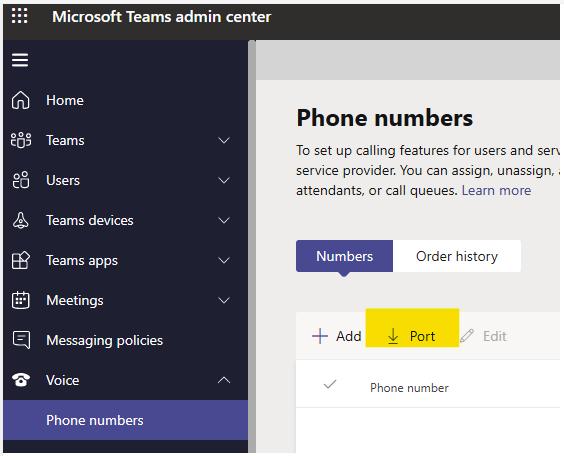 Microsoft Teams admin center
Home
Teams
Users
Teams devices
Teams apps
Meetings
Messaging policies
Voice
Phone numbers
Phone numbers
To set up calling features for users and serv
service provider. You can assign, unassign, a
attendants, or call queues. Learn more
Numbers Order history
Add Port Edit
Phone number